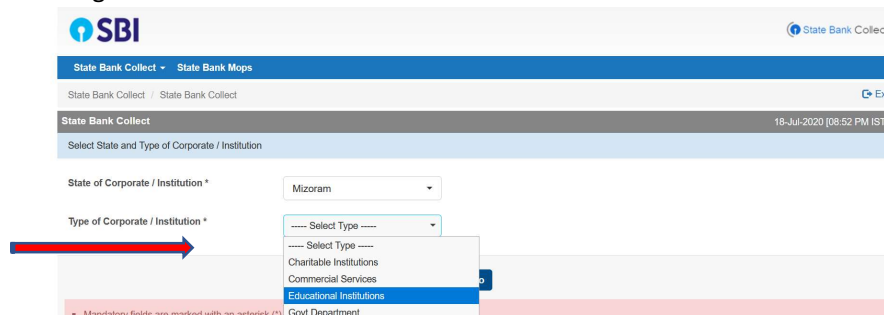 SBI
State Bank Collec
State Bank Collect State Bank Mops
State Bank Collect / State Bank Collect
State Bank Collect 18-Jul-2020 [08:52 PM IST
Select State and Type of Corporate / Institution
State of Corporate / Institution * Mizoram
Type of Corporate / Institution * ----- Select Type -----
----- Select Type -----
Charitable Institutions
Commercial Services
Educational Institutions
Mandatory fields are marked with an asterisk (*) Govt Department